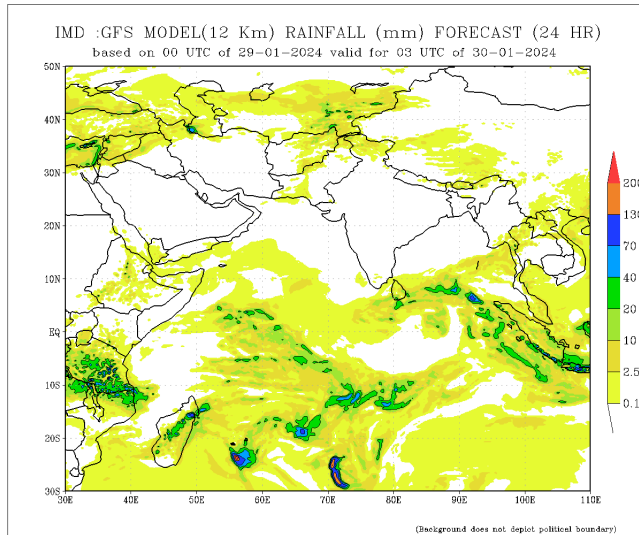 IMD :GFS MODEL(12 Km) RAINFALL (mm) FORECAST (24 HR)
based on 00 UTC of 29-01-2024 valid for 03 UTC of 30-01-2024
50N
40N
30N
20N
10N
EQ
10S
20S
30S
30E 40E 50E 60E 70E 80E 90E 100E 110E
200
130
70
40
20
10
2.5
0.1
(Background does not depict political boundary)